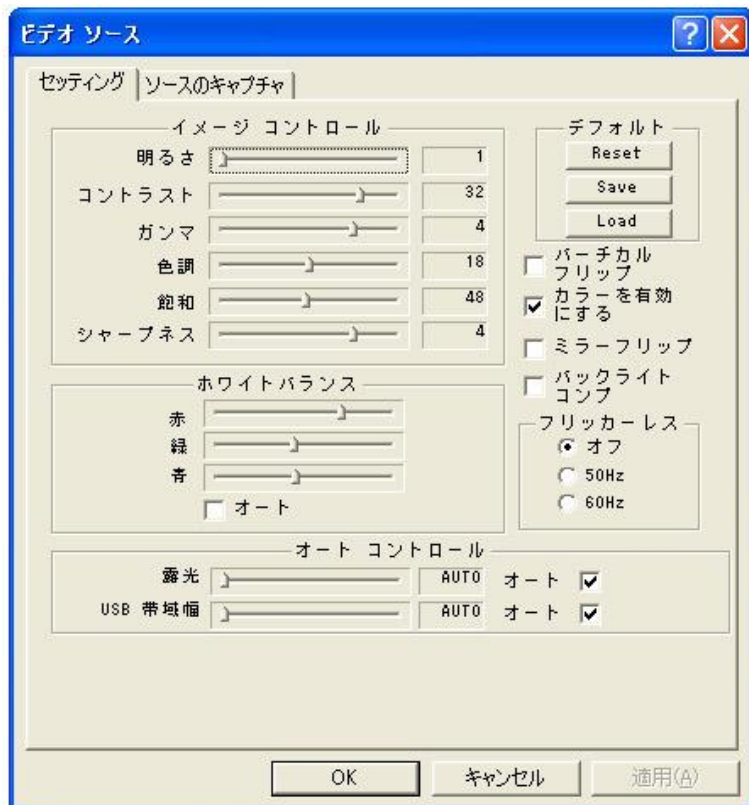 ビデオ ソース
セッティング
ソースのキャプチャ
イメージ コントロール
明るさ 1
コントラスト 32
ガンマ 4
色調 18
飽和 48
シャープネス 4
デフォルト
Reset
Save
Load
バーチカル
フリップ
カラーを有効
にする
ミラーフリップ
バックライト
コンプ
ホワイトバランス
赤
緑
青
オート
フリッカーレス
オフ
50Hz
60Hz
オート コントロール
露光 AUTO オート
USB 帯域幅 AUTO オート
OK
キャンセル
適用(A)